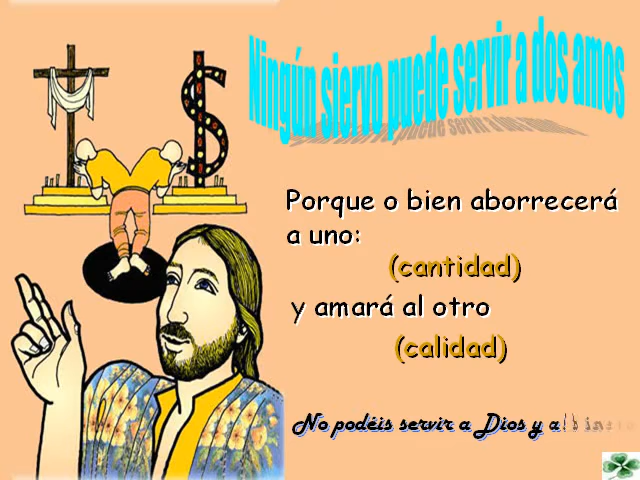 Ningún siervo puede servir a dos amos
Porque o bien aborrecerá
a uno:
(cantidad)
y amará al otro
(calidad)
No podéis servir a Dios y al